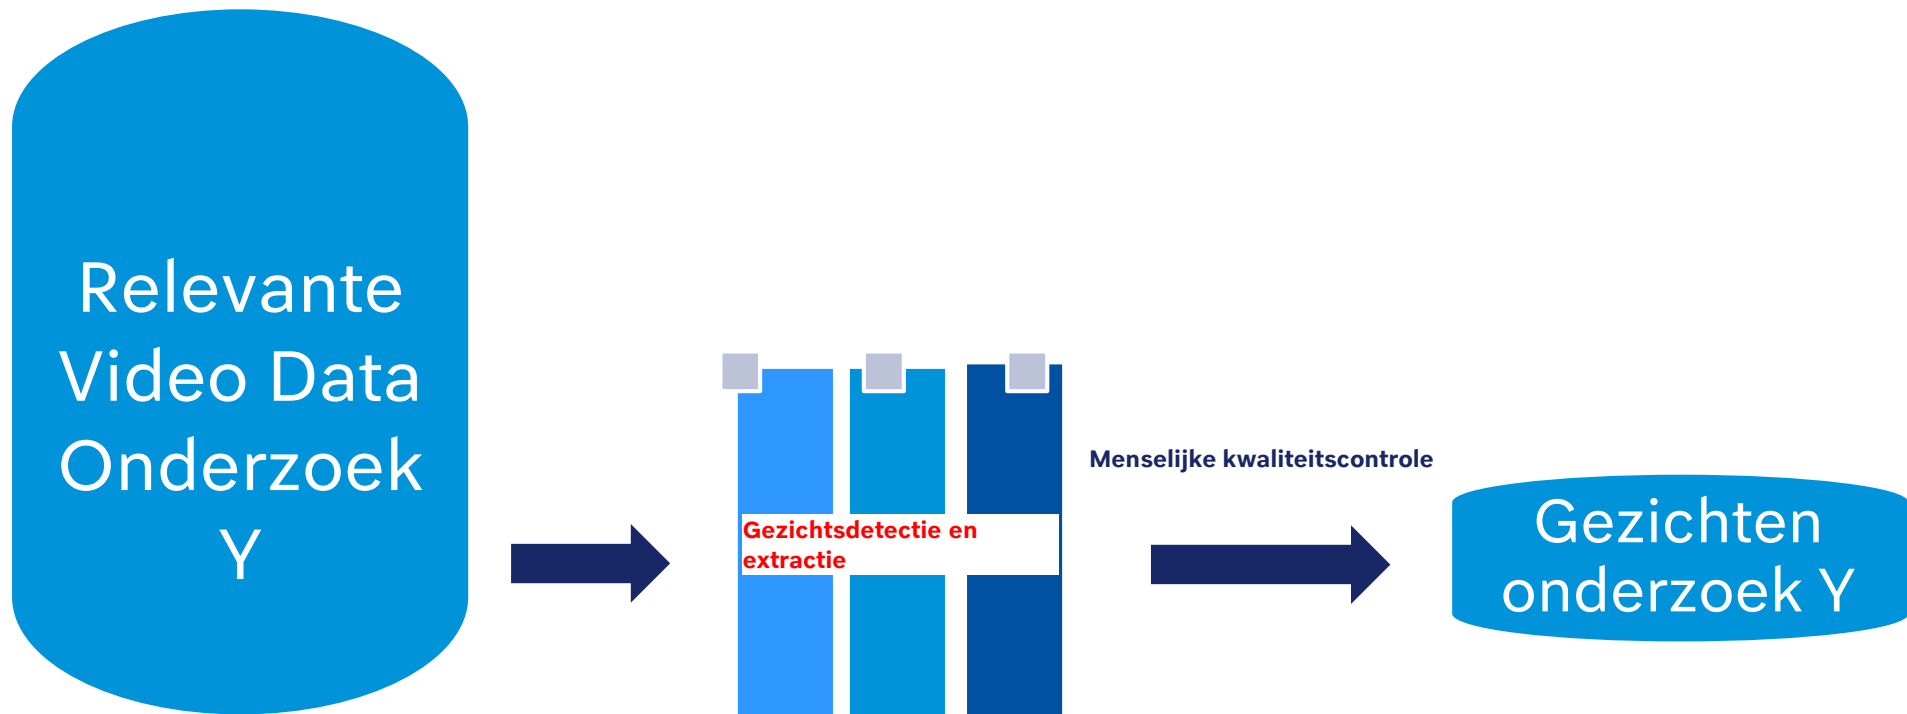 Relevante
Video Data
Onderzoek
Y
Gezichtsdetectie en
extractie
Menselijke kwaliteitscontrole
Gezichten
onderzoek Y